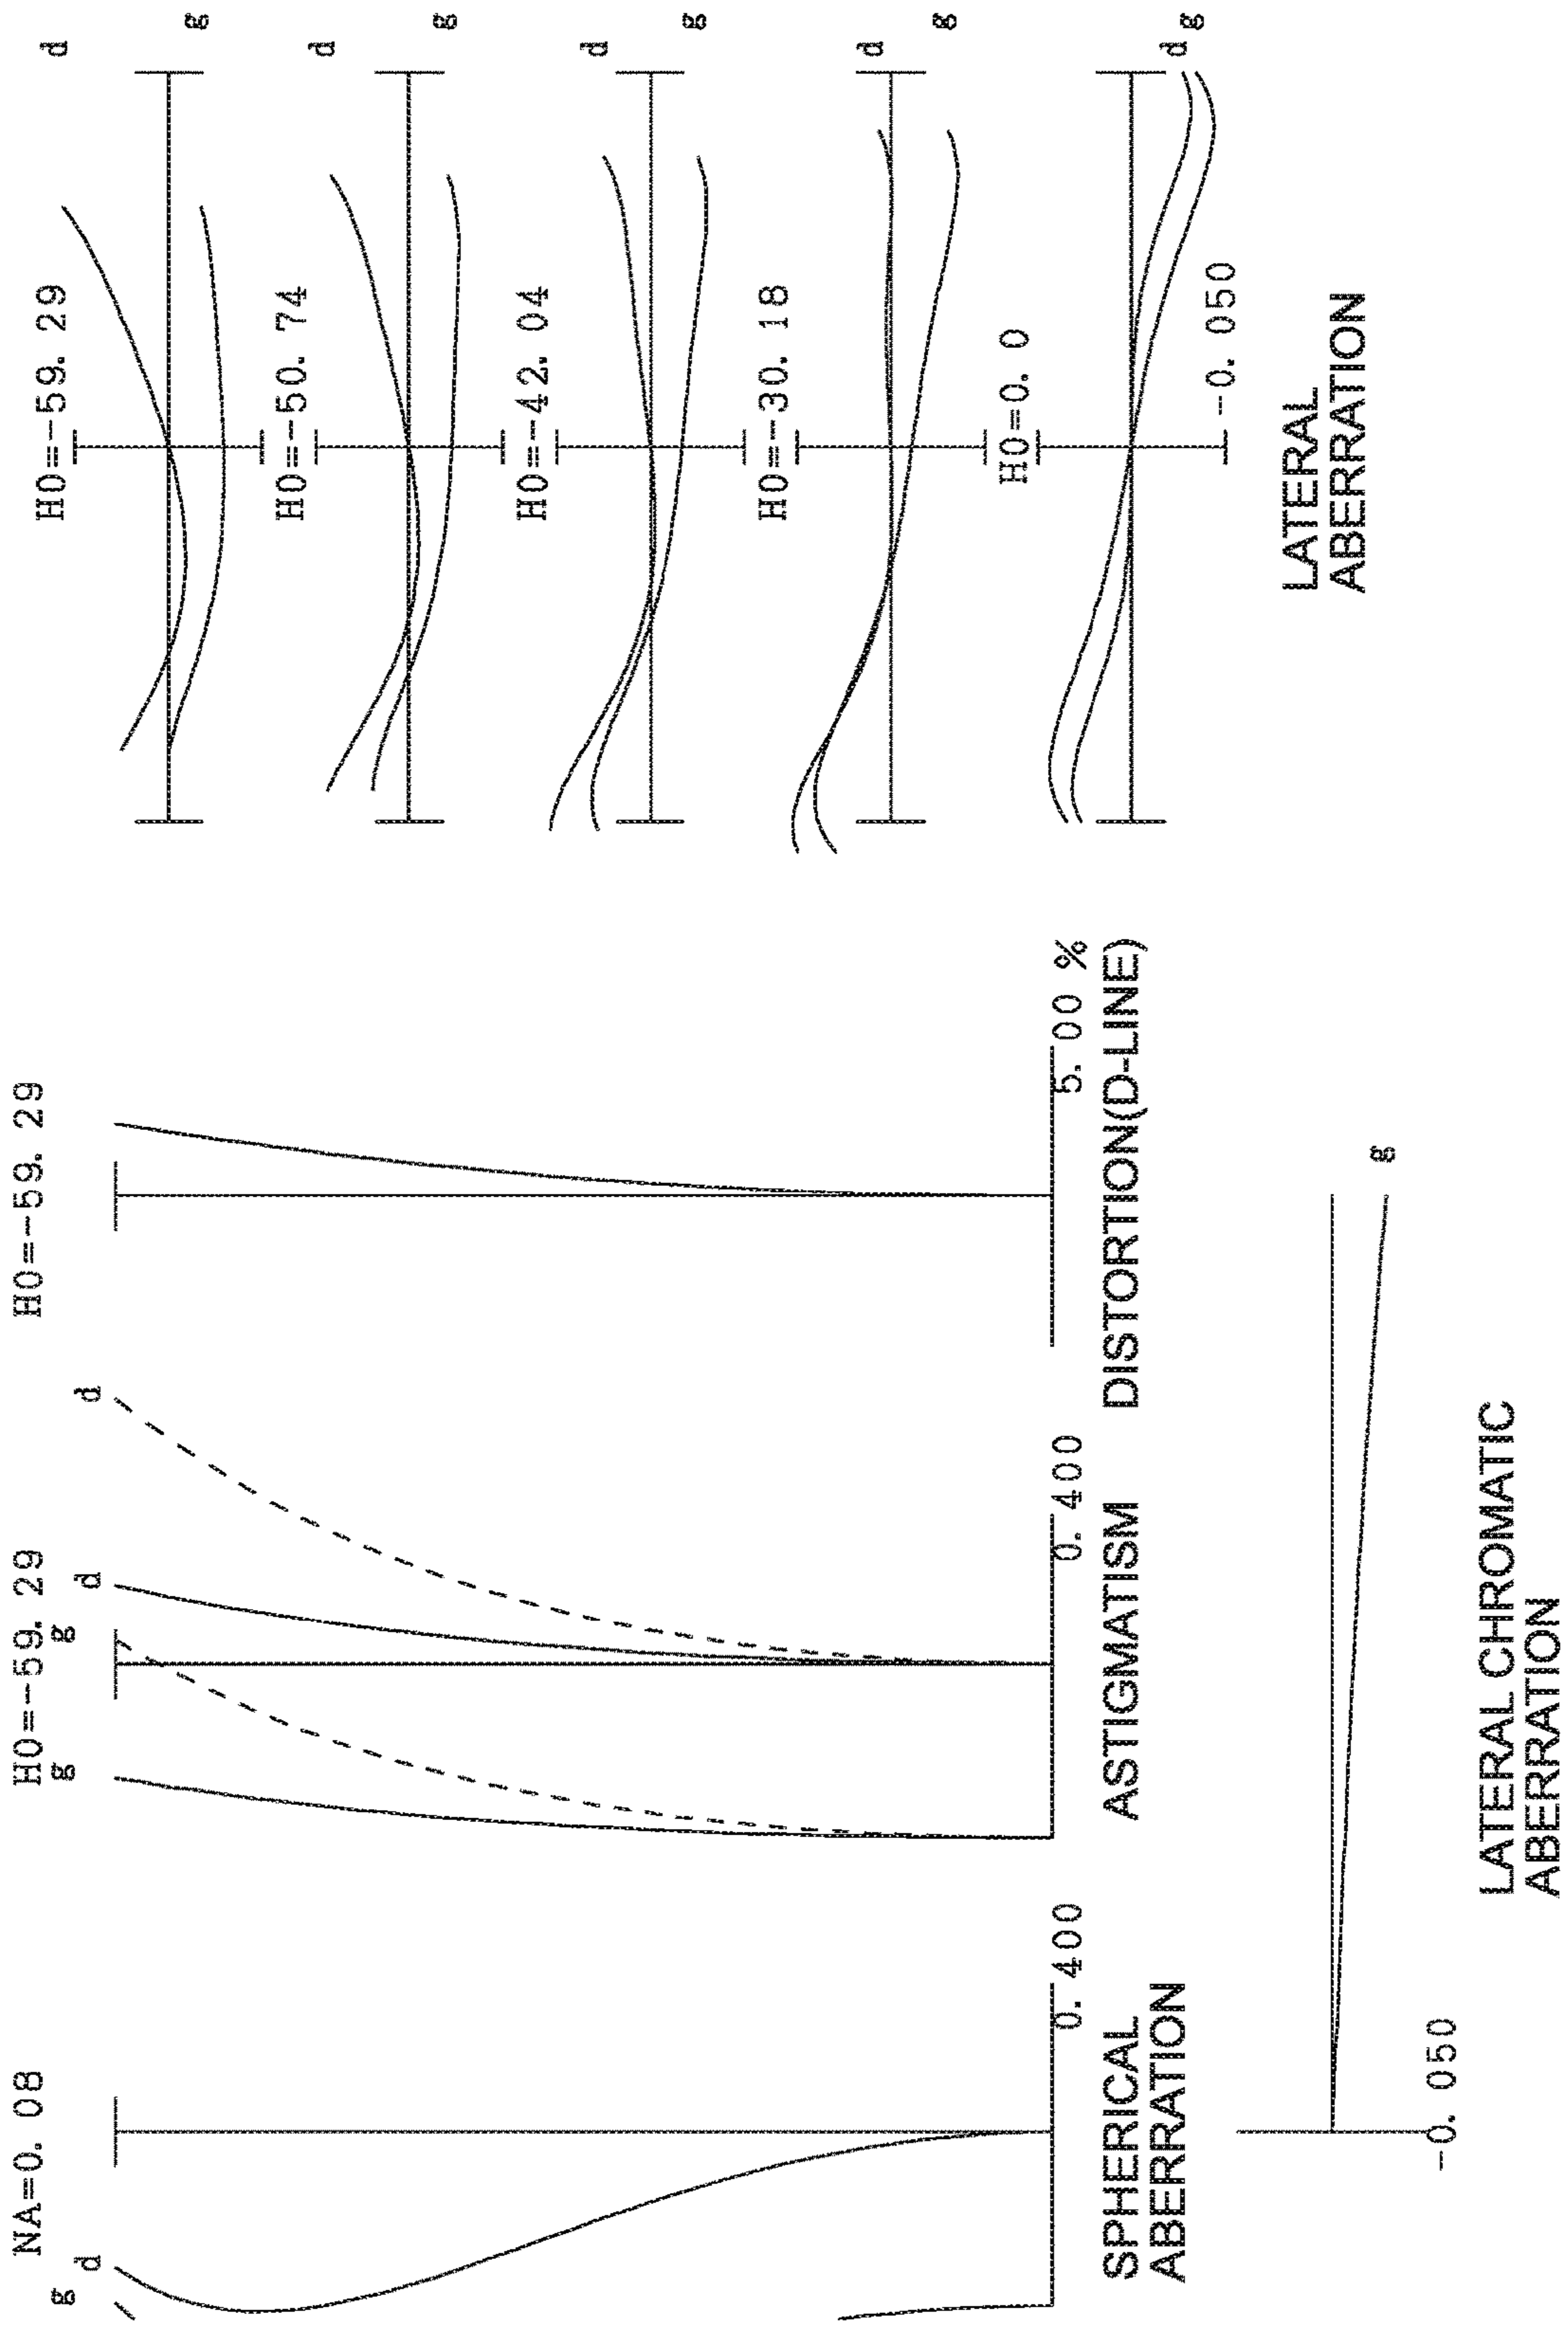 NA=0. 08
g
d
0. 400
SPHERICAL
ABERRATION
H0=-59. 29
g
g
d
d
0. 400
ASTIGMATISM
H0=-59. 29
5. 00 %
DISTORTION(D-LINE)
-0. 050
g
LATERAL CHROMATIC
ABERRATION
H0=-59. 29
d
g
H0=-50. 74
d
g
H0=-42. 04
d
g
H0=-30. 18
d
g
H0=0. 0
d
g
-0. 050
LATERAL
ABERRATION